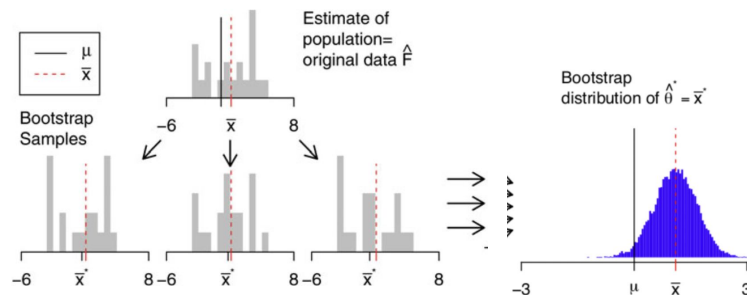 μ
x̄
Estimate of
population=
original data F̂
-6
x̄
8
Bootstrap
Samples
-6
x̄*
8
-6
x̄*
8
-6
x̄*
8
Bootstrap
distribution of θ̂* = x̄*
-3
μ
x̄
3